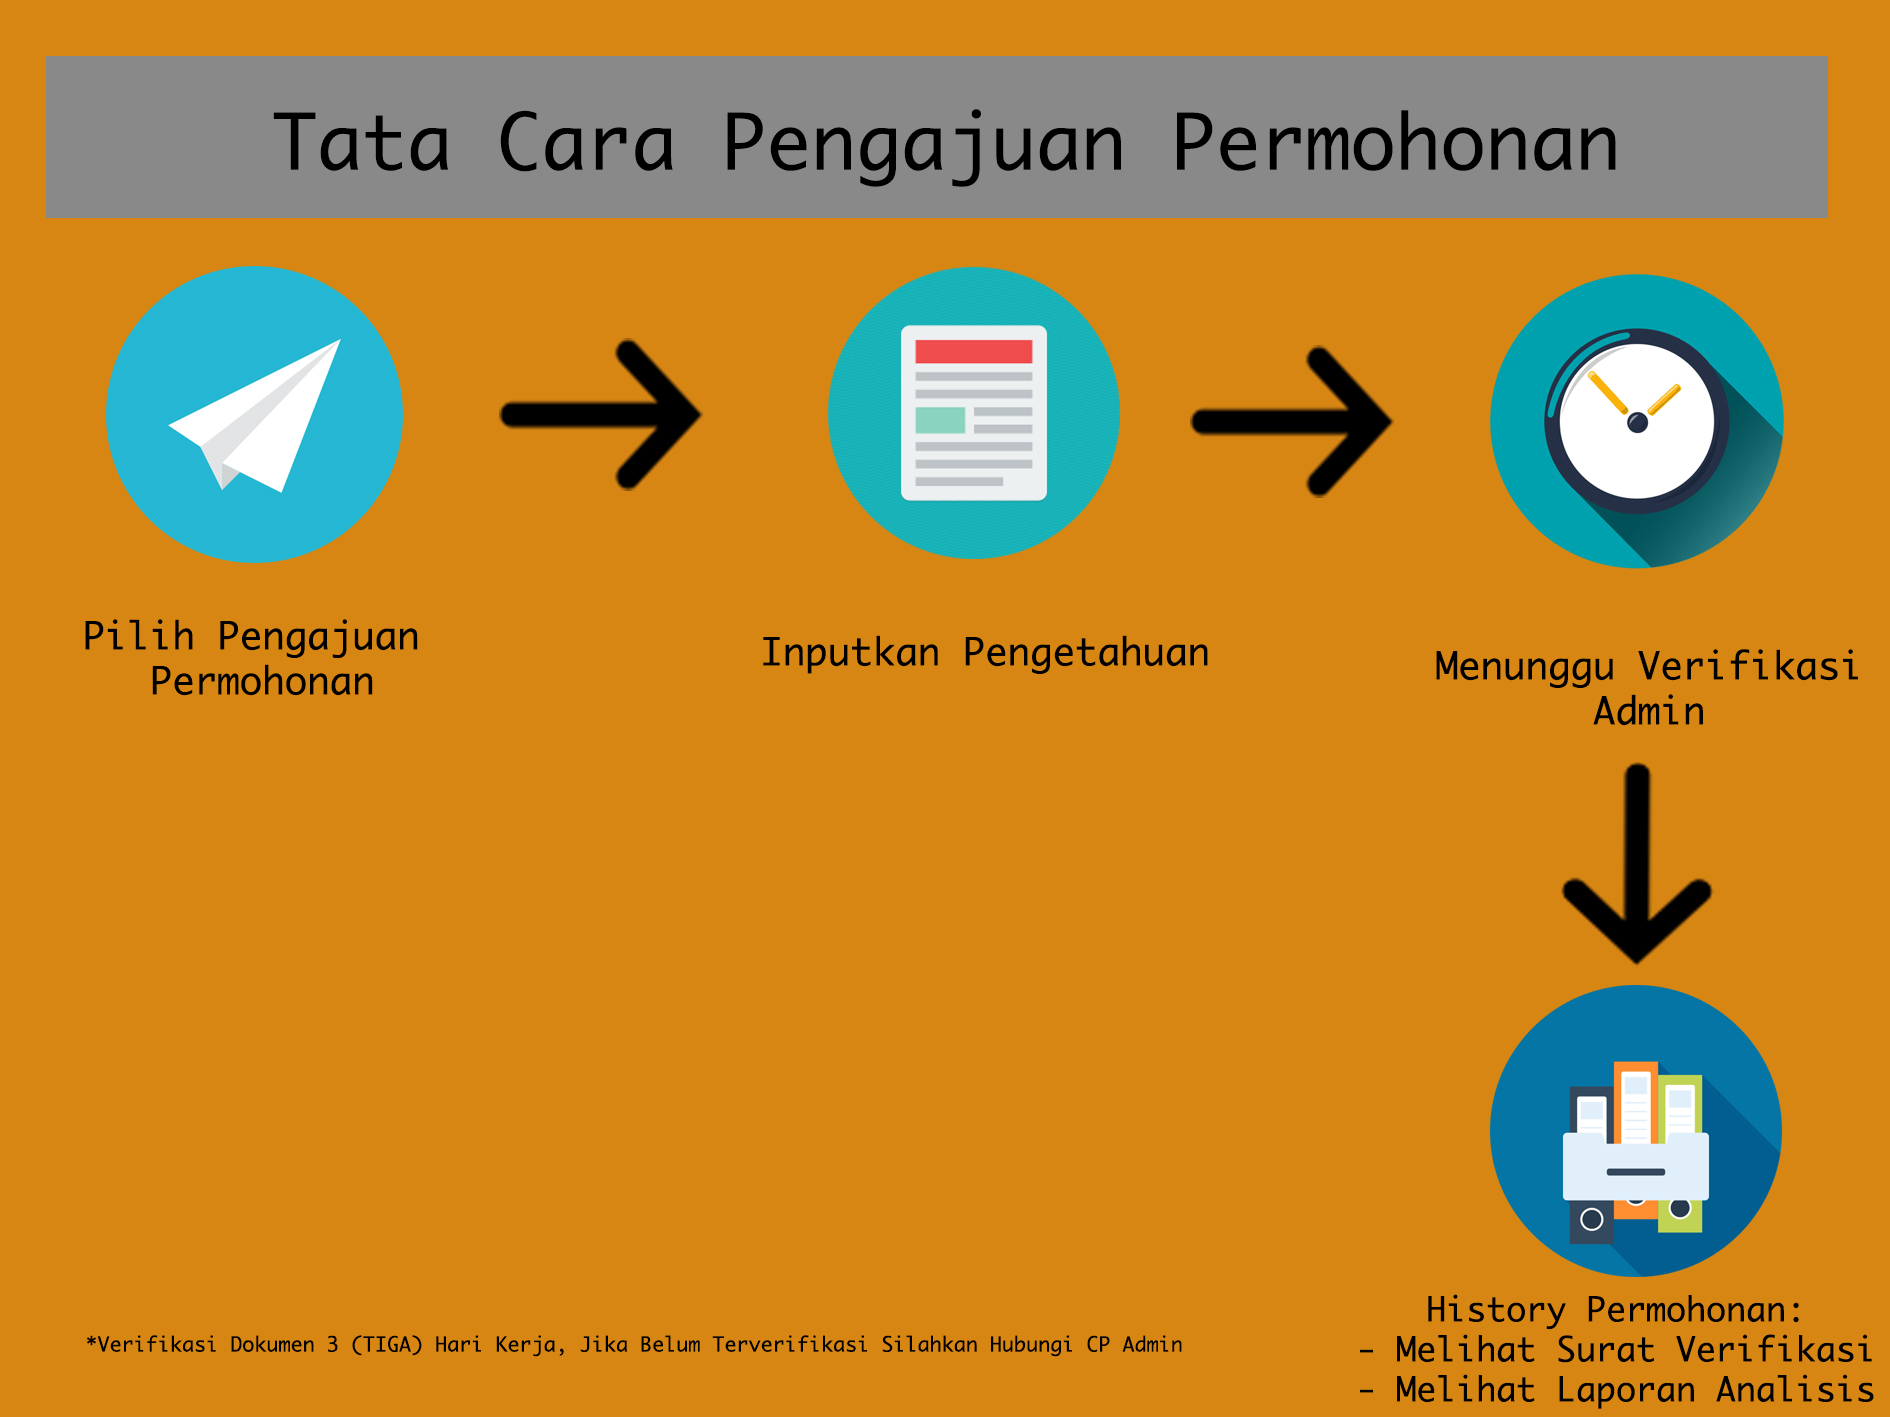 Tata Cara Pengajuan Permohonan
Pilih Pengajuan
Permohonan
Inputkan Pengetahuan
Menunggu Verifikasi
Admin
History Permohonan:
- Melihat Surat Verifikasi
- Melihat Laporan Analisis
*Verifikasi Dokumen 3 (TIGA) Hari Kerja, Jika Belum Terverifikasi Silahkan Hubungi CP Admin